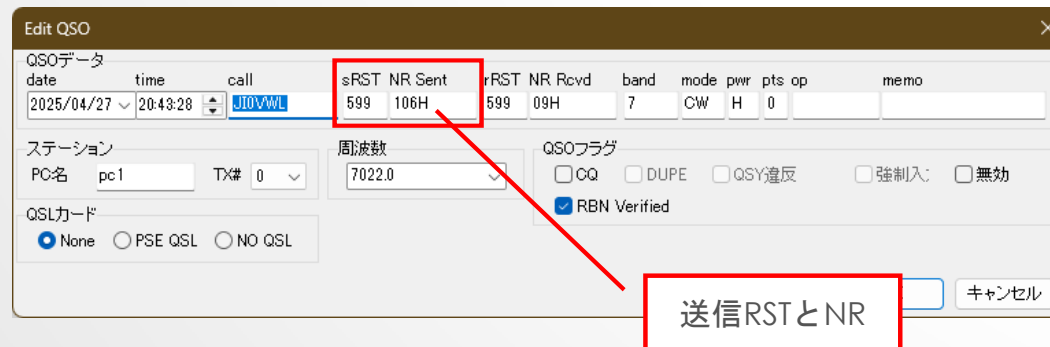 Edit QSO
QSOデータ
date time call sRST NR Sent rRST NR Rcvd band mode pwr pts op memo
2025/04/27 20:43:28 JI0VWL 599 106H 599 09H 7 CW H 0
ステーション 周波数 QSOフラグ
PC名 pc1 TX# 0 7022.0 CQ DUPE QSY違反 強制入 無効
RBN Verified
QSLカード
None PSE QSL NO QSL
キャンセル
送信RSTとNR